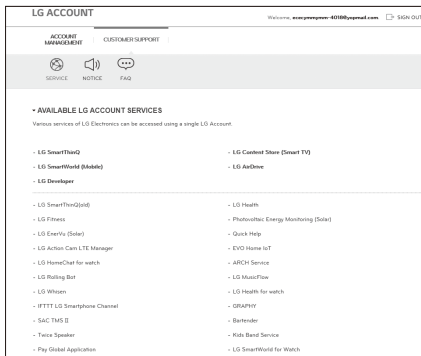 LG ACCOUNT
Welcome, ecocymmymm-4018@yopmail.com SIGN OUT
ACCOUNT MANAGEMENT
CUSTOMER SUPPORT
SERVICE NOTICE FAQ
AVAILABLE LG ACCOUNT SERVICES
Various services of LG Electronics can be accessed using a single LG Account
- LG SmartThinQ - LG Content Store (Smart TV)
- LG SmartWorld (Mobile) - LG AirDrive
- LG Developer
- LG SmartThinQ(old) - LG Health
- LG Fitness - Photovoltaic Energy Monitoring (Solar)
- LG EnerVu (Solar) - Quick Help
- LG Action Cam LTE Manager - EVO Home IoT
- LG HomeChat for watch - ARCH Service
- LG Rolling Bot - LG MusicFlow
- LG Whisen - LG Health for watch
- IFTTT LG Smartphone Channel - GRAPHY
- SAC TMS II - Bartender
- Twice Speaker - Kids Band Service
- Pay Global Application - LG SmartWorld for Watch